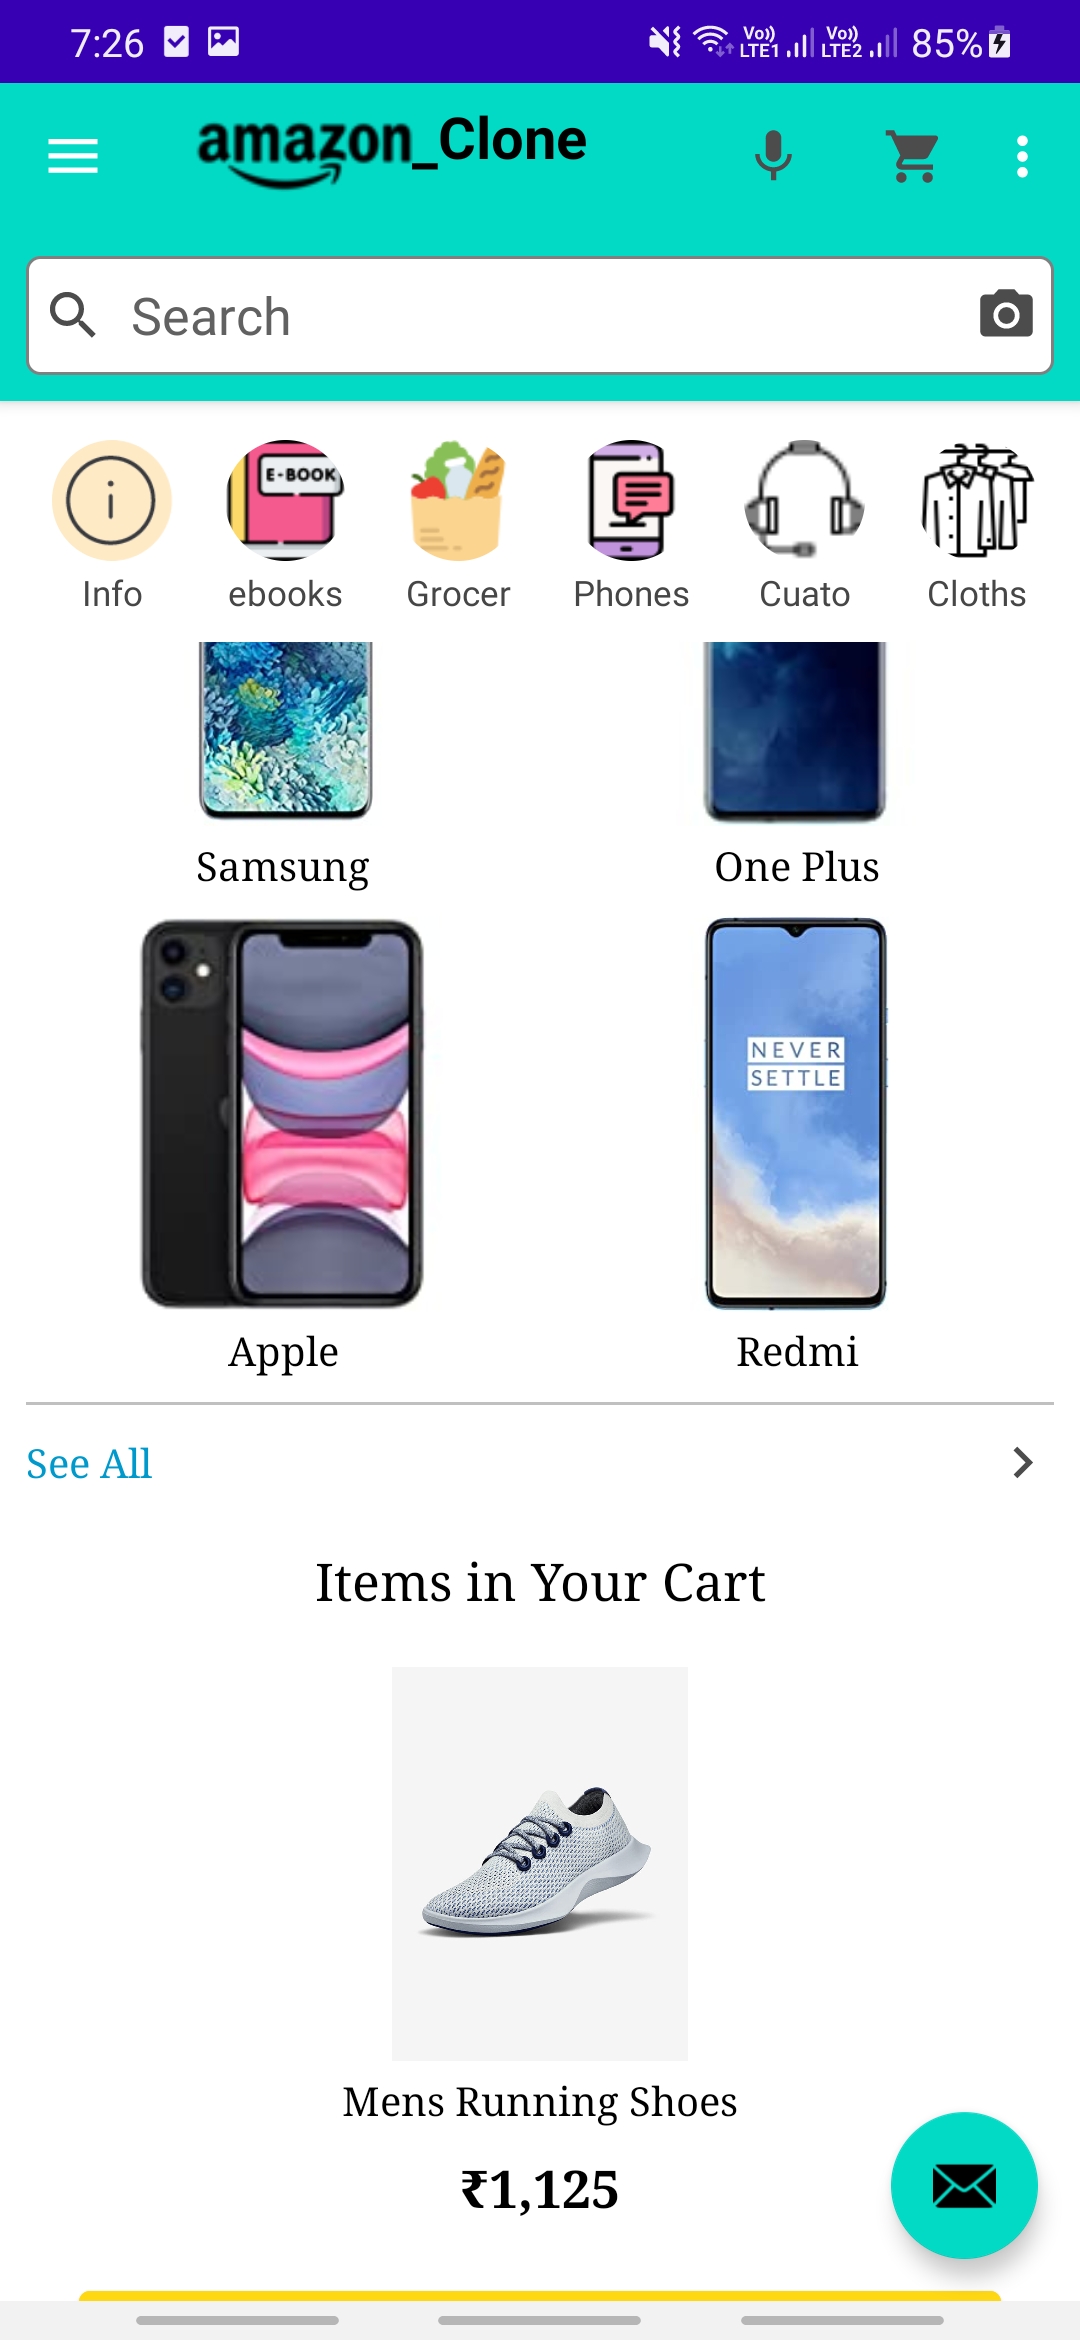 7:26 Vo)) LTE1 Vo)) LTE2 85%
amazon_Clone
Search
E-BOOK
Info ebooks Grocer Phones Cuato Cloths
Samsung One Plus
NEVER
SETTLE
Apple Redmi
See All
Items in Your Cart
Mens Running Shoes
₹1,125